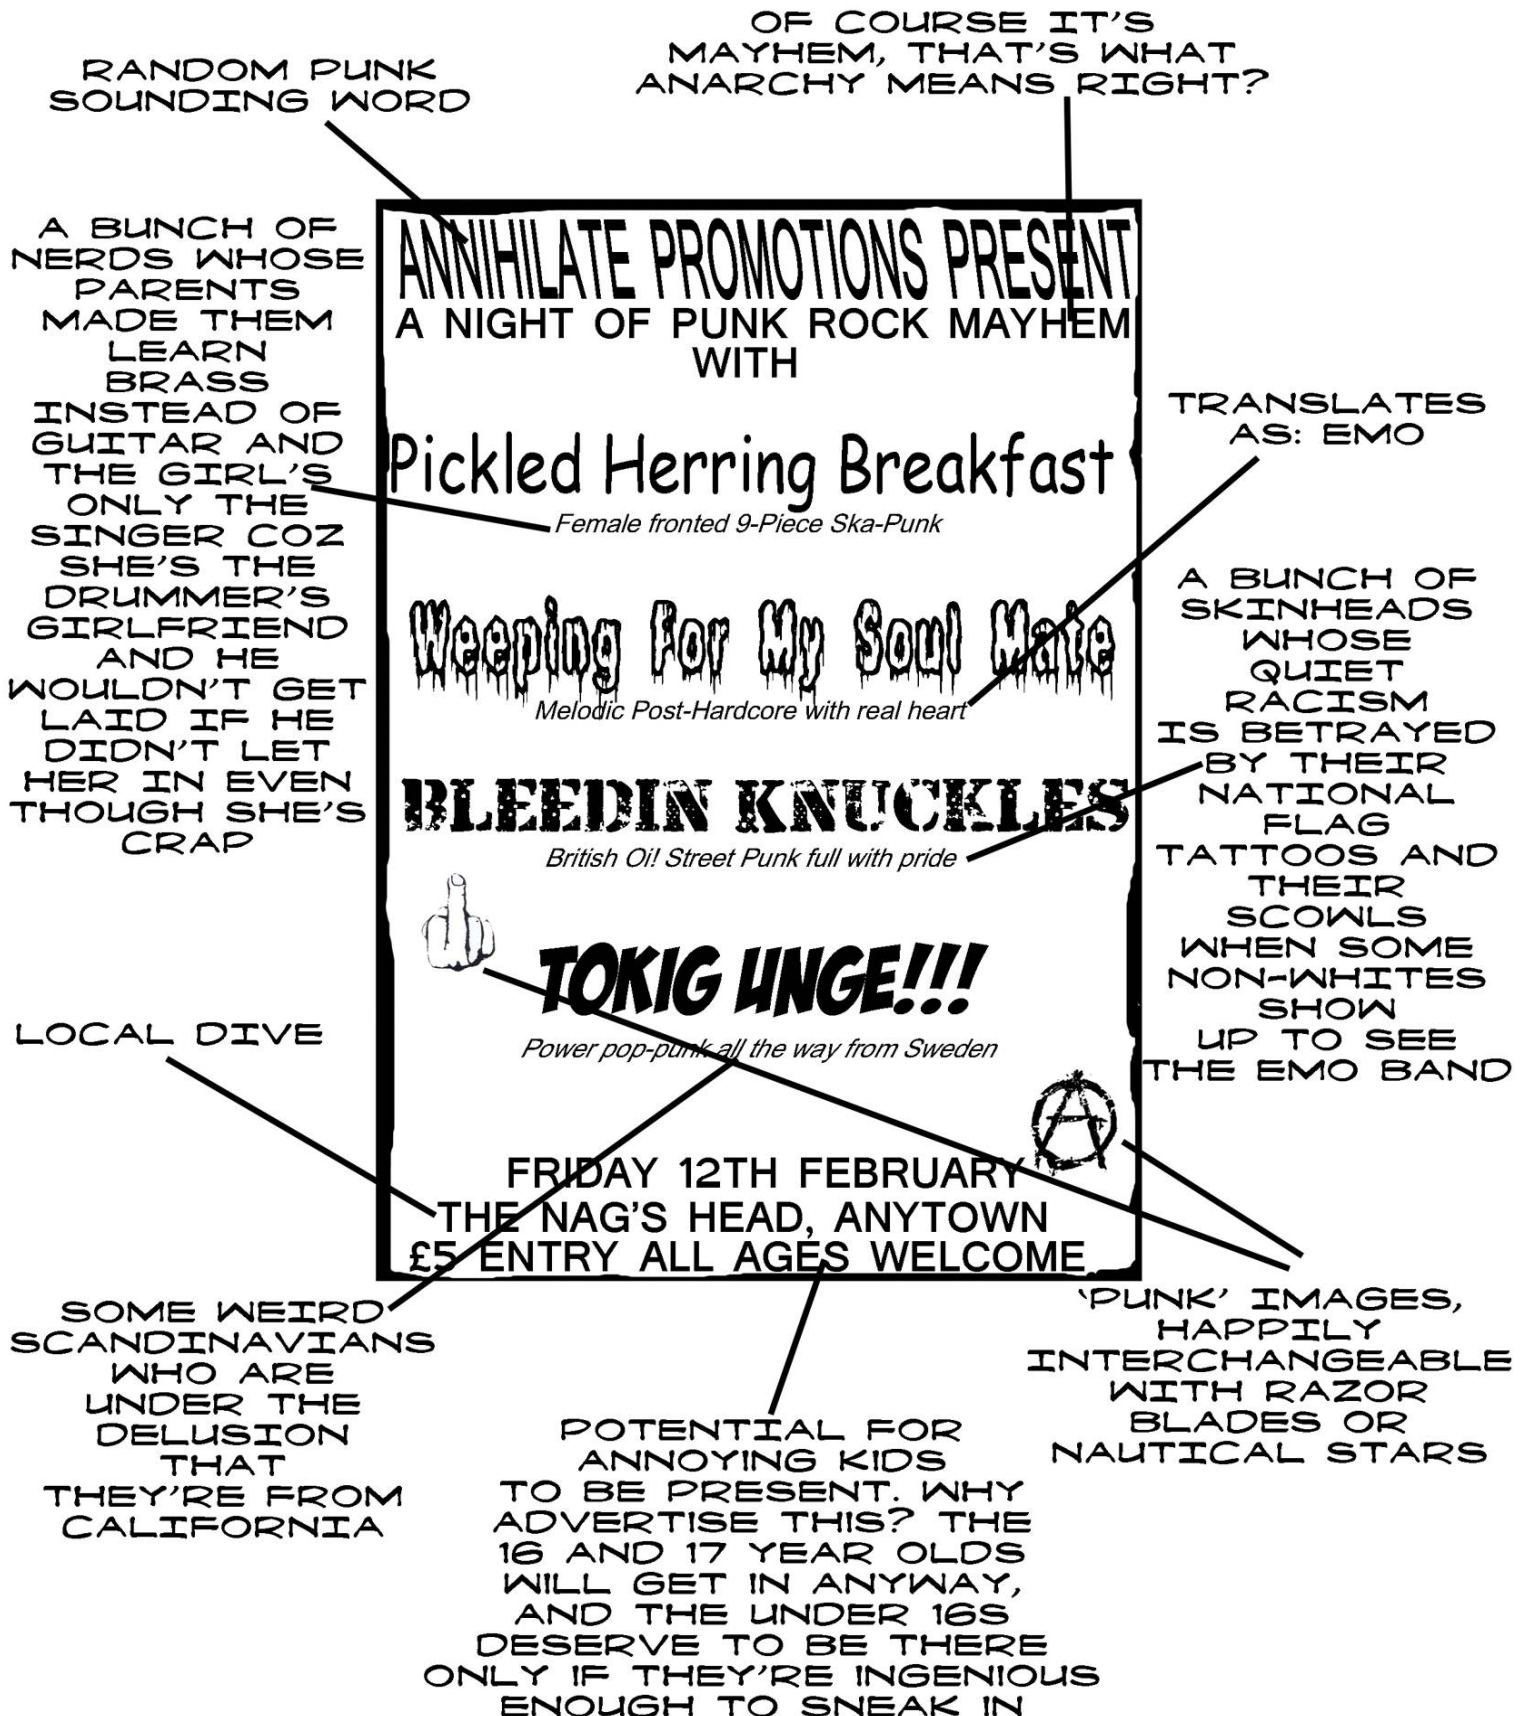 RANDOM PUNK
SOUNDING WORD
OF COURSE IT'S
MAYHEM, THAT'S WHAT
ANARCHY MEANS RIGHT?
A BUNCH OF
NERDS WHOSE
PARENTS
MADE THEM
LEARN
BRASS
INSTEAD OF
GUITAR AND
THE GIRL'S
ONLY THE
SINGER COZ
SHE'S THE
DRUMMER'S
GIRLFRIEND
AND HE
WOULDN'T GET
LAID IF HE
DIDN'T LET
HER IN EVEN
THOUGH SHE'S
CRAP
ANNIHILATE PROMOTIONS PRESENT
A NIGHT OF PUNK ROCK MAYHEM
WITH
Pickled Herring Breakfast
Female fronted 9-Piece Ska-Punk
Weeping For My Soul Mate
Melodic Post-Hardcore with real heart
BLEEDIN KNUCKLES
British Oi! Street Punk full with pride
TOKIG UNGE!!!
Power pop-punk all the way from Sweden
A
FRIDAY 12TH FEBRUARY
THE NAG'S HEAD, ANYTOWN
£5 ENTRY ALL AGES WELCOME
TRANSLATES
AS: EMO
A BUNCH OF
SKINHEADS
WHOSE
QUIET
RACISM
IS BETRAYED
BY THEIR
NATIONAL
FLAG
TATTOOS AND
THEIR
SCOWLS
WHEN SOME
NON-WHITES
SHOW
UP TO SEE
THE EMO BAND
LOCAL DIVE
SOME WEIRD
SCANDINAVIANS
WHO ARE
UNDER THE
DELUSION
THAT
THEY'RE FROM
CALIFORNIA
POTENTIAL FOR
ANNOYING KIDS
TO BE PRESENT. WHY
ADVERTISE THIS? THE
16 AND 17 YEAR OLDS
WILL GET IN ANYWAY,
AND THE UNDER 16S
DESERVE TO BE THERE
ONLY IF THEY'RE INGENIOUS
ENOUGH TO SNEAK IN
'PUNK' IMAGES,
HAPPILY
INTERCHANGEABLE
WITH RAZOR
BLADES OR
NAUTICAL STARS